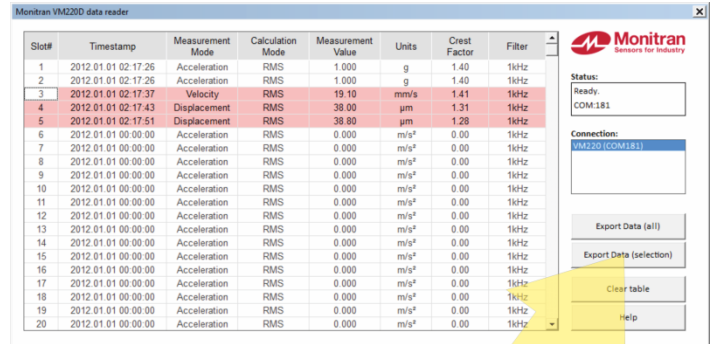 Monitran VM220D data reader
Slot# Timestamp Measurement Mode Calculation Mode Measurement Value Units Crest Factor Filter
1 2012.01.01 02:17:26 Acceleration RMS 1.000 g 1.40 1kHz
2 2012.01.01 02:17:26 Acceleration RMS 1.000 g 1.40 1kHz
3 2012.01.01 02:17:37 Velocity RMS 19.10 mm/s 1.41 1kHz
4 2012.01.01 02:17:43 Displacement RMS 38.00 µm 1.31 1kHz
5 2012.01.01 02:17:51 Displacement RMS 38.80 µm 1.28 1kHz
6 2012.01.01 00:00:00 Acceleration RMS 0.000 m/s² 0.00 1kHz
7 2012.01.01 00:00:00 Acceleration RMS 0.000 m/s² 0.00 1kHz
8 2012.01.01 00:00:00 Acceleration RMS 0.000 m/s² 0.00 1kHz
9 2012.01.01 00:00:00 Acceleration RMS 0.000 m/s² 0.00 1kHz
10 2012.01.01 00:00:00 Acceleration RMS 0.000 m/s² 0.00 1kHz
11 2012.01.01 00:00:00 Acceleration RMS 0.000 m/s² 0.00 1kHz
12 2012.01.01 00:00:00 Acceleration RMS 0.000 m/s² 0.00 1kHz
13 2012.01.01 00:00:00 Acceleration RMS 0.000 m/s² 0.00 1kHz
14 2012.01.01 00:00:00 Acceleration RMS 0.000 m/s² 0.00 1kHz
15 2012.01.01 00:00:00 Acceleration RMS 0.000 m/s² 0.00 1kHz
16 2012.01.01 00:00:00 Acceleration RMS 0.000 m/s² 0.00 1kHz
17 2012.01.01 00:00:00 Acceleration RMS 0.000 m/s² 0.00 1kHz
18 2012.01.01 00:00:00 Acceleration RMS 0.000 m/s² 0.00 1kHz
19 2012.01.01 00:00:00 Acceleration RMS 0.000 m/s² 0.00 1kHz
20 2012.01.01 00:00:00 Acceleration RMS 0.000 m/s² 0.00 1kHz
Monitran
Sensors for Industry
Status:
Ready.
COM:181
Connection:
VM220 (COM181)
Export Data (all)
Export Data (selection)
Clear table
Help